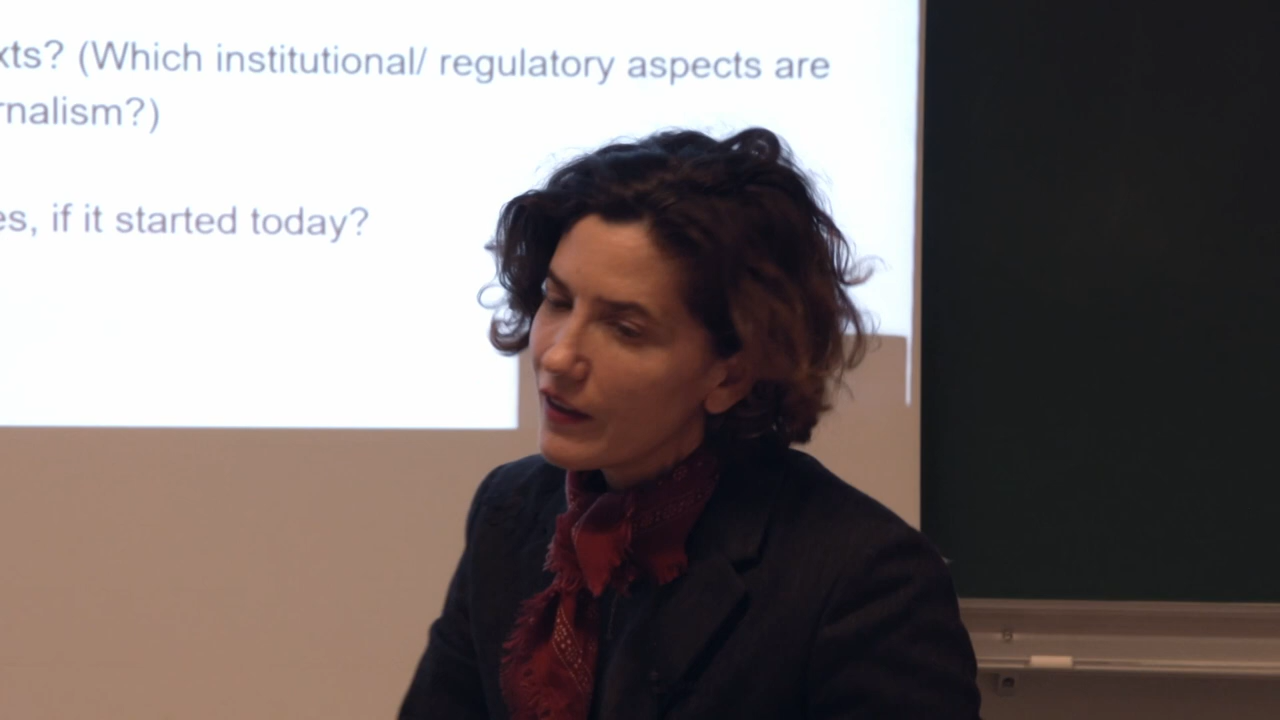 xts? (Which institutional/ regulatory aspects are
rnalism?)
es, if it started today?